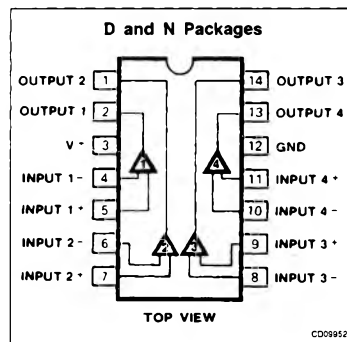 D and N Packages
OUTPUT 2 1 14 OUTPUT 3
OUTPUT 1 2 13 OUTPUT 4
V + 3 12 GND
INPUT 1 - 4 1 4 11 INPUT 4 +
INPUT 1 + 5 10 INPUT 4 -
INPUT 2 - 6 2 3 9 INPUT 3 +
INPUT 2 + 7 8 INPUT 3 -
TOP VIEW
CD09952